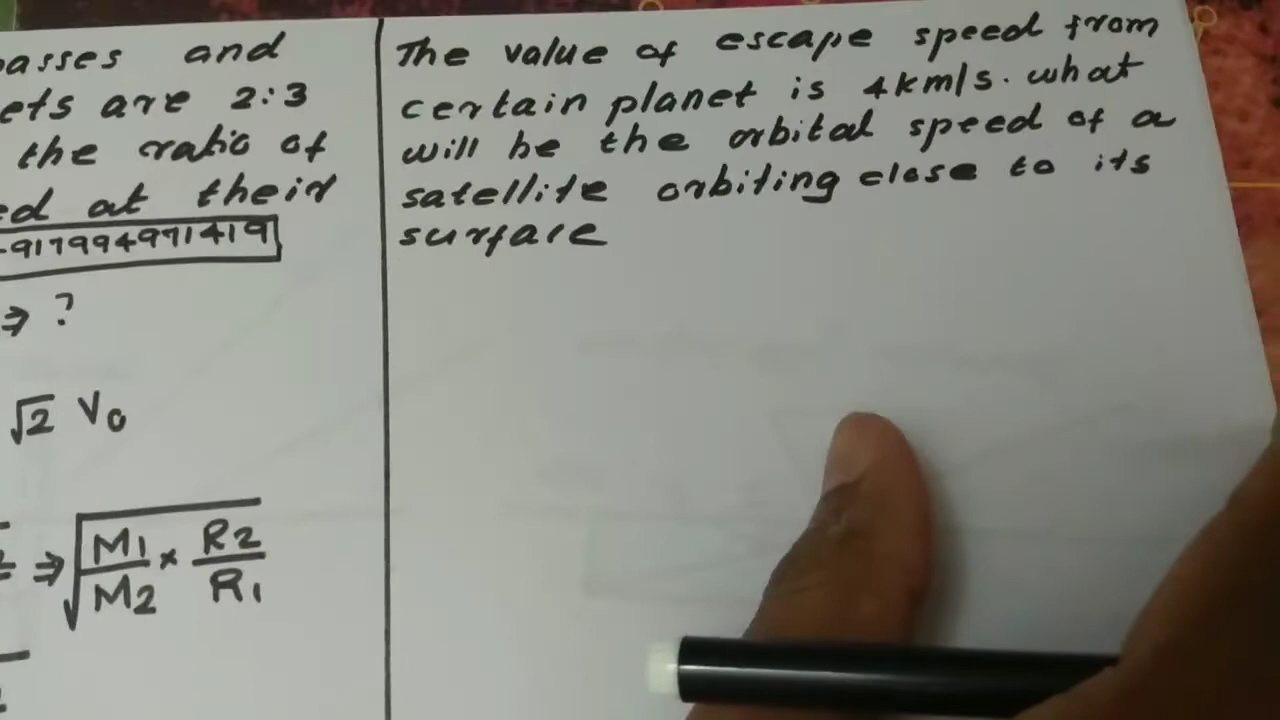 asses and
ets are 2:3
the ratio of
ed at their
917994971419
⇒ ?
√2 V0
⇒ √ M1/M2 × R2/R1
The value of escape speed from
certain planet is 4km/s. what
will be the orbital speed of a
satellite orbiting close to its
surface